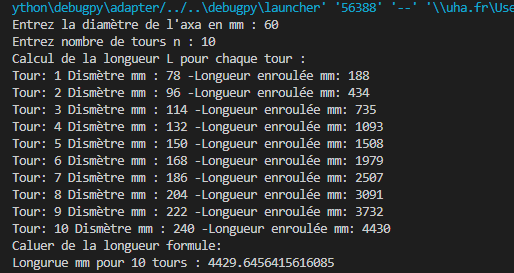 ython\debugpy\adapter/../..\debugpy\launcher' '56388' '--' '\\uha.fr\Use
Entrez la diamètre de l'axa en mm : 60
Entrez nombre de tours n : 10
Calcul de la longueur L pour chaque tour :
Tour: 1 Dismètre mm : 78 -Longueur enroulée mm: 188
Tour: 2 Dismètre mm : 96 -Longueur enroulée mm: 434
Tour: 3 Dismètre mm : 114 -Longueur enroulée mm: 735
Tour: 4 Dismètre mm : 132 -Longueur enroulée mm: 1093
Tour: 5 Dismètre mm : 150 -Longueur enroulée mm: 1508
Tour: 6 Dismètre mm : 168 -Longueur enroulée mm: 1979
Tour: 7 Dismètre mm : 186 -Longueur enroulée mm: 2507
Tour: 8 Dismètre mm : 204 -Longueur enroulée mm: 3091
Tour: 9 Dismètre mm : 222 -Longueur enroulée mm: 3732
Tour: 10 Dismètre mm : 240 -Longueur enroulée mm: 4430
Caluer de la longueur formule:
Longurue mm pour 10 tours : 4429.6456415616085